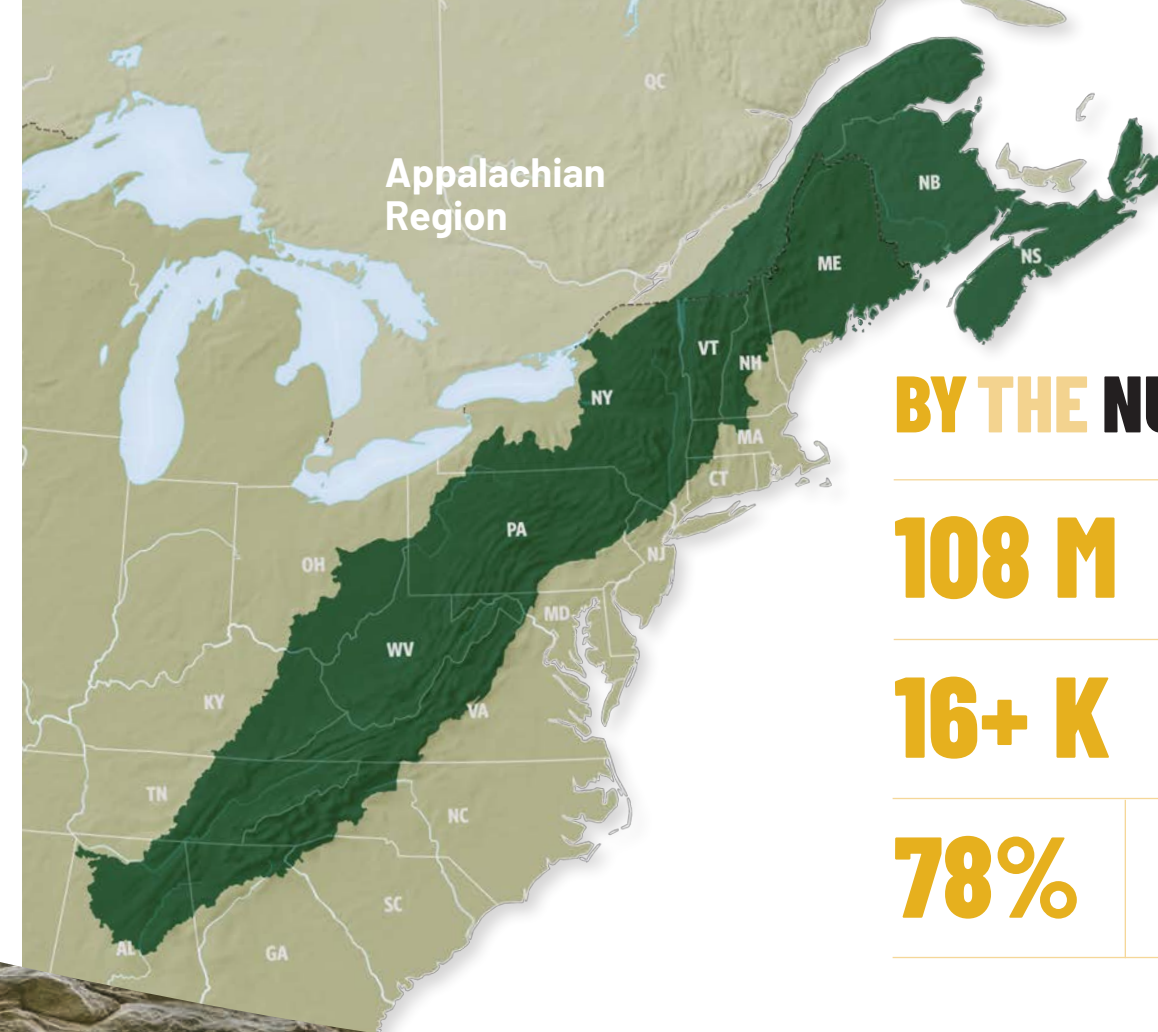 QC
Appalachian
Region
NB
ME
NS
VT
NH
NY
MA
CT
PA
OH
NJ
MD
WV
KY
VA
TN
NC
SC
AL
GA
BY THE NU
108 M
16+ K
78%